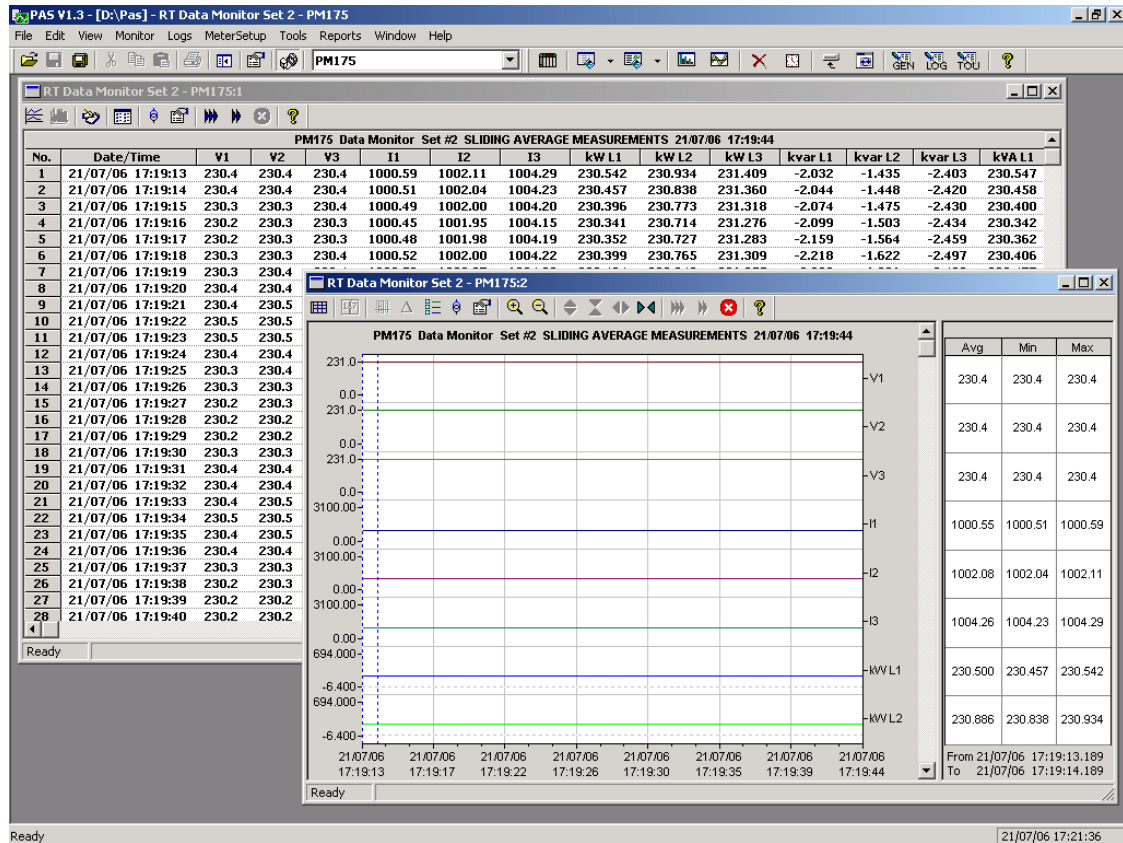 PAS V1.3 - [D:\Pas] - RT Data Monitor Set 2 - PM175
File Edit View Monitor Logs MeterSetup Tools Reports Window Help
PM175 GEN LOG TOU
RT Data Monitor Set 2 - PM175:1
PM175 Data Monitor Set #2 SLIDING AVERAGE MEASUREMENTS 21/07/06 17:19:44
No. Date/Time V1 V2 V3 I1 I2 I3 kW L1 kW L2 kW L3 kvar L1 kvar L2 kvar L3 kVA L1
1 21/07/06 17:19:13 230.4 230.4 230.4 1000.59 1002.11 1004.29 230.542 230.934 231.409 -2.032 -1.435 -2.403 230.547
2 21/07/06 17:19:14 230.4 230.4 230.4 1000.51 1002.04 1004.23 230.457 230.838 231.360 -2.044 -1.448 -2.420 230.458
3 21/07/06 17:19:15 230.3 230.3 230.4 1000.49 1002.00 1004.20 230.396 230.773 231.318 -2.074 -1.475 -2.430 230.400
4 21/07/06 17:19:16 230.2 230.3 230.3 1000.45 1001.95 1004.15 230.341 230.714 231.276 -2.099 -1.503 -2.434 230.342
5 21/07/06 17:19:17 230.2 230.3 230.3 1000.48 1001.98 1004.19 230.352 230.727 231.283 -2.159 -1.564 -2.459 230.362
6 21/07/06 17:19:18 230.3 230.3 230.4 1000.52 1002.00 1004.22 230.399 230.765 231.309 -2.218 -1.622 -2.497 230.406
7 21/07/06 17:19:19 230.3 230.4
8 21/07/06 17:19:20 230.4 230.4
9 21/07/06 17:19:21 230.4 230.5
10 21/07/06 17:19:22 230.5 230.5
11 21/07/06 17:19:23 230.5 230.5
12 21/07/06 17:19:24 230.4 230.4
13 21/07/06 17:19:25 230.3 230.4
14 21/07/06 17:19:26 230.3 230.3
15 21/07/06 17:19:27 230.2 230.3
16 21/07/06 17:19:28 230.2 230.2
17 21/07/06 17:19:29 230.2 230.2
18 21/07/06 17:19:30 230.3 230.3
19 21/07/06 17:19:31 230.4 230.4
20 21/07/06 17:19:32 230.4 230.4
21 21/07/06 17:19:33 230.4 230.5
22 21/07/06 17:19:34 230.5 230.5
23 21/07/06 17:19:35 230.4 230.5
24 21/07/06 17:19:36 230.4 230.4
25 21/07/06 17:19:37 230.3 230.3
26 21/07/06 17:19:38 230.2 230.3
27 21/07/06 17:19:39 230.2 230.2
28 21/07/06 17:19:40 230.2 230.2
Ready
RT Data Monitor Set 2 - PM175:2
PM175 Data Monitor Set #2 SLIDING AVERAGE MEASUREMENTS 21/07/06 17:19:44
Avg Min Max
231.0
V1 230.4 230.4 230.4
0.0
231.0
V2 230.4 230.4 230.4
0.0
231.0
V3 230.4 230.4 230.4
0.0
3100.00
I1 1000.55 1000.51 1000.59
0.00
3100.00
I2 1002.08 1002.04 1002.11
0.00
3100.00
I3 1004.26 1004.23 1004.29
0.00
694.000
kW L1 230.500 230.457 230.542
-6.400
694.000
kW L2 230.886 230.838 230.934
-6.400
21/07/06 21/07/06 21/07/06 21/07/06 21/07/06 21/07/06 21/07/06 21/07/06
17:19:13 17:19:17 17:19:22 17:19:26 17:19:30 17:19:35 17:19:39 17:19:44
From 21/07/06 17:19:13.189
To 21/07/06 17:19:14.189
Ready
Ready 21/07/06 17:21:36